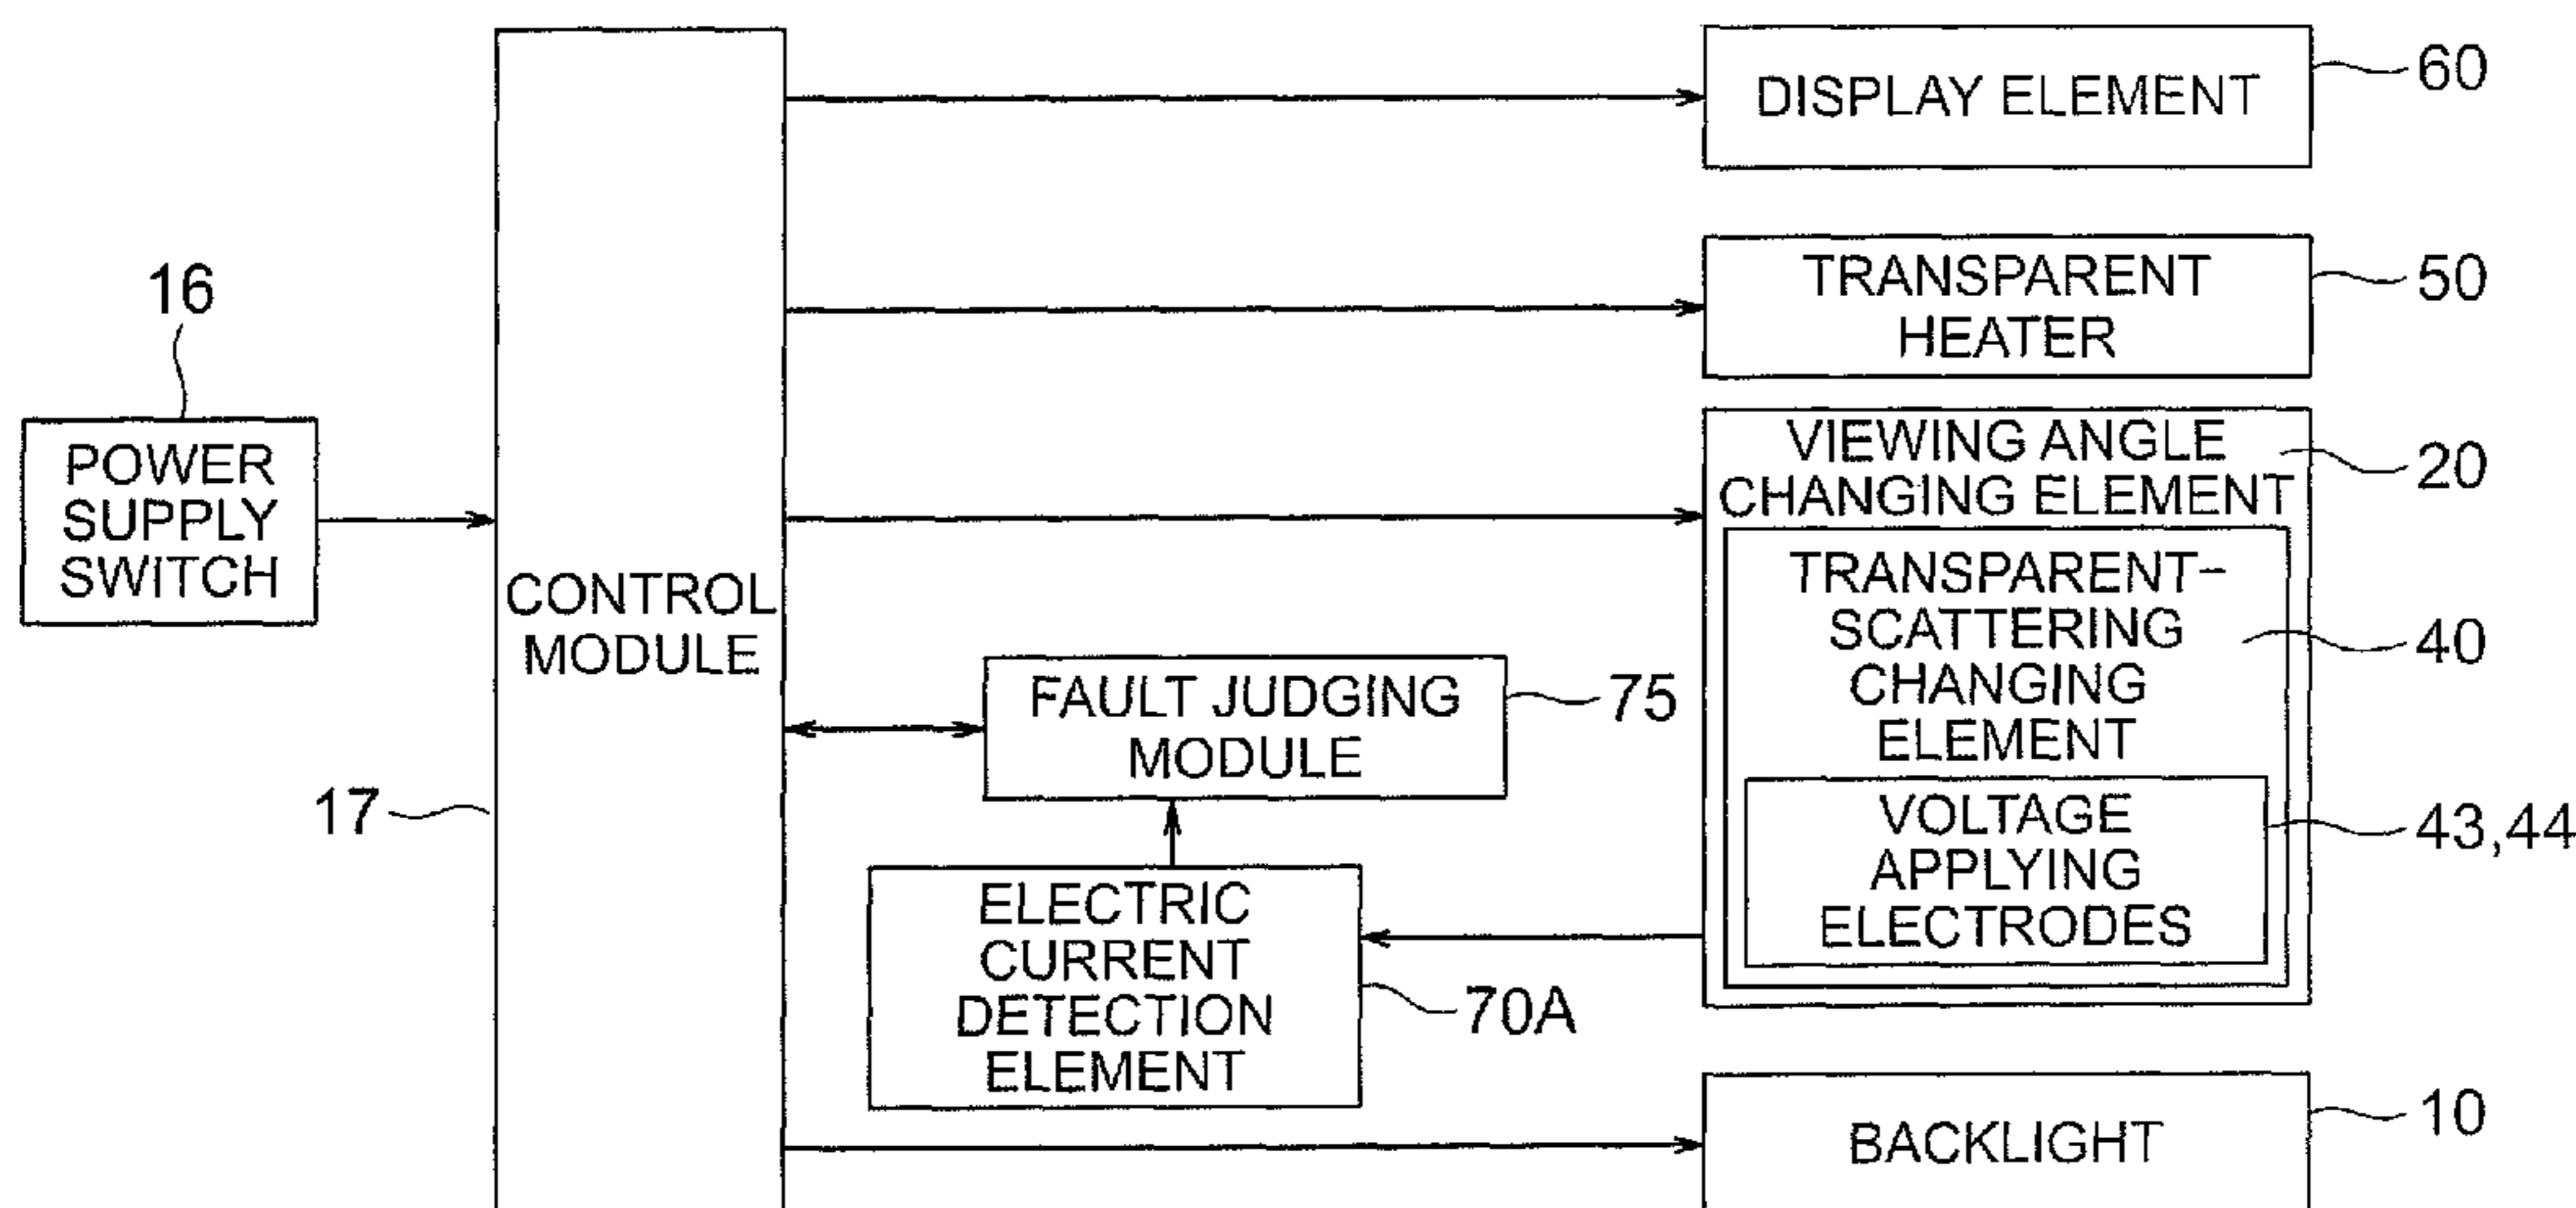 16
POWER
SUPPLY
SWITCH
17
CONTROL
MODULE
DISPLAY ELEMENT
60
TRANSPARENT
HEATER
50
VIEWING ANGLE
CHANGING ELEMENT
20
TRANSPARENT-
SCATTERING
CHANGING
ELEMENT
40
VOLTAGE
APPLYING
ELECTRODES
43,44
FAULT JUDGING
MODULE
75
ELECTRIC
CURRENT
DETECTION
ELEMENT
70A
BACKLIGHT
10